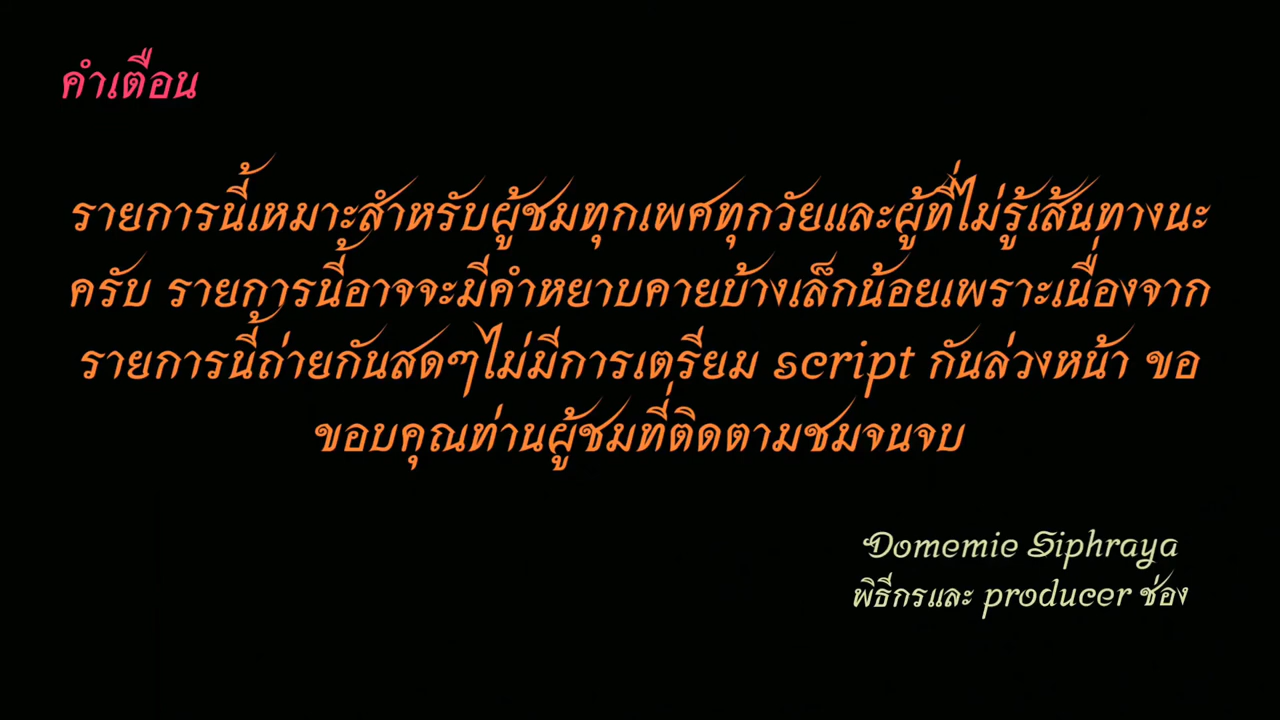 คำเตือน
รายการนี้เหมาะสำหรับผู้ชมทุกเพศทุกวัยและผู้ที่ไม่รู้เส้นทางนะ
ครับ รายการนี้อาจจะมีคำหยาบคายบ้างเล็กน้อยเพราะเนื่องจาก
รายการนี้ถ่ายกันสดๆไม่มีการเตรียม script กันล่วงหน้า ขอ
ขอบคุณท่านผู้ชมที่ติดตามชมจนจบ
Domemie Siphraya
พิธีกรและ producer ช่อง